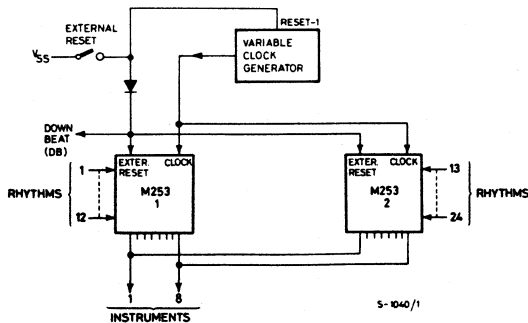 EXTERNAL
RESET
RESET-1
VSS
VARIABLE
CLOCK
GENERATOR
DOWN
BEAT
(DB)
EXTER. CLOCK
RESET
M253
1
EXTER. CLOCK
RESET
M253
2
RHYTHMS
1
12
13
24
RHYTHMS
1
8
INSTRUMENTS
S-1040/1